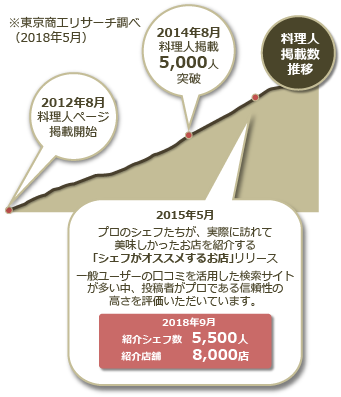 ※東京商工リサーチ調べ
（2018年5月）
2014年8月
料理人掲載
5,000人
突破
料理人
掲載数
推移
2012年8月
料理人ページ
掲載開始
2015年5月
プロのシェフたちが、実際に訪れて
美味しかったお店を紹介する
「シェフがオススメするお店」リリース
一般ユーザーの口コミを活用した検索サイト
が多い中、投稿者がプロである信頼性の
高さを評価いただいています。
2018年9月
紹介シェフ数 5,500人
紹介店舗 8,000店